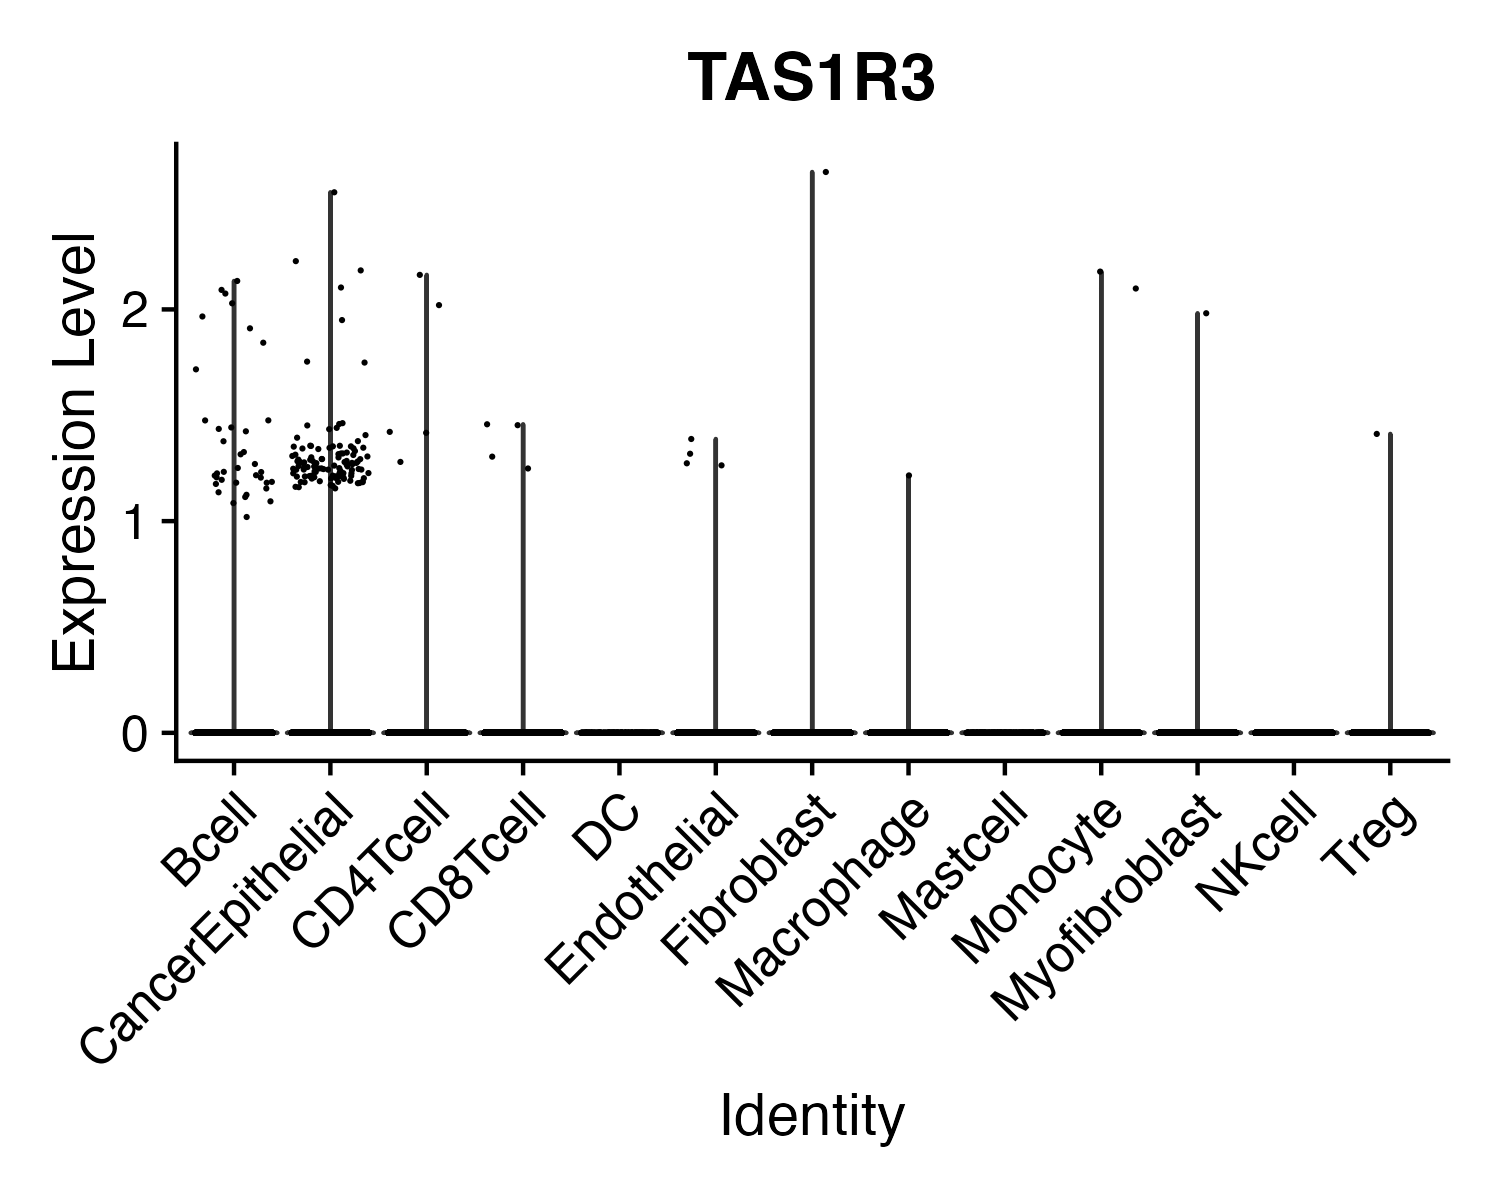 TAS1R3
Expression Level
2
1
0
Bcell
CancerEpithelial
CD4Tcell
CD8Tcell
DC
Endothelial
Fibroblast
Macrophage
Mastcell
Monocyte
Myofibroblast
NKcell
Treg
Identity